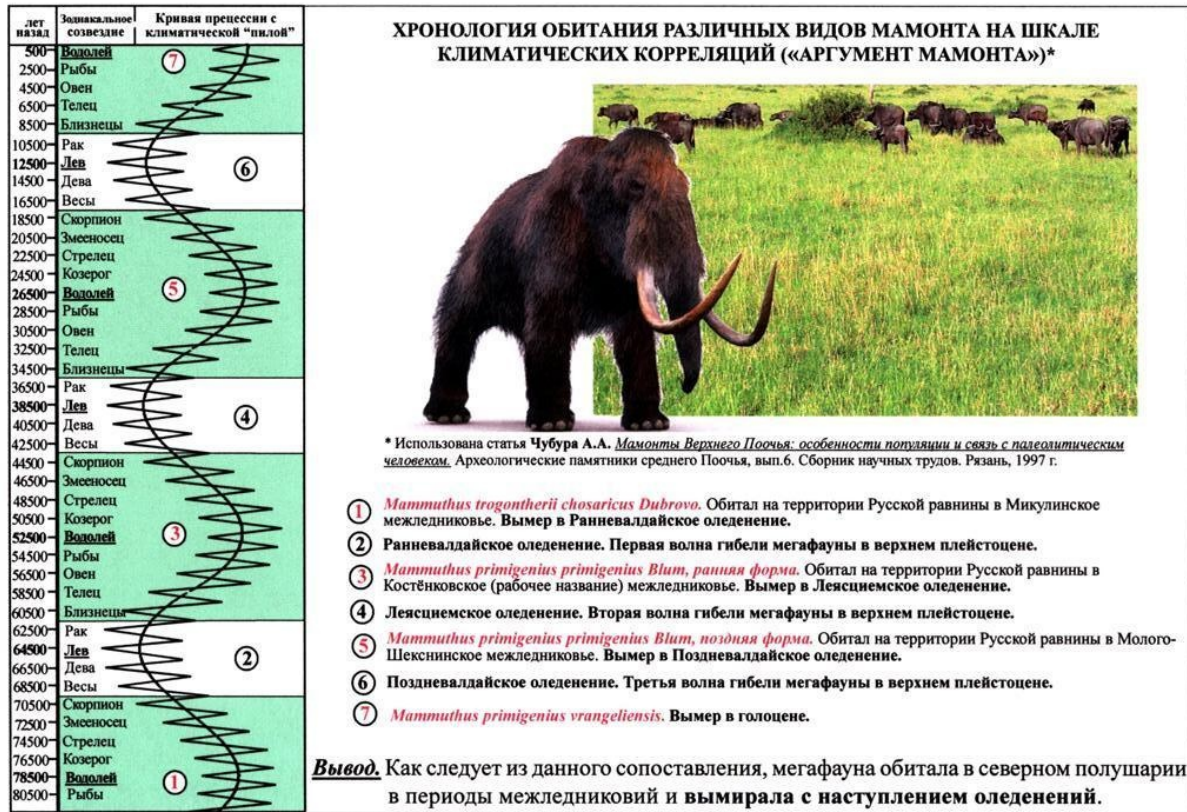 лет назад
Зодиакальное созвездие
Кривая прецессии с климатической “пилой”
500 Водолей
2500 Рыбы
4500 Овен
6500 Телец
8500 Близнецы
10500 Рак
12500 Лев
14500 Дева
16500 Весы
18500 Скорпион
20500 Змееносец
22500 Стрелец
24500 Козерог
26500 Водолей
28500 Рыбы
30500 Овен
32500 Телец
34500 Близнецы
36500 Рак
38500 Лев
40500 Дева
42500 Весы
44500 Скорпион
46500 Змееносец
48500 Стрелец
50500 Козерог
52500 Водолей
54500 Рыбы
56500 Овен
58500 Телец
60500 Близнецы
62500 Рак
64500 Лев
66500 Дева
68500 Весы
70500 Скорпион
72500 Змееносец
74500 Стрелец
76500 Козерог
78500 Водолей
80500 Рыбы
7
6
5
4
3
2
1
ХРОНОЛОГИЯ ОБИТАНИЯ РАЗЛИЧНЫХ ВИДОВ МАМОНТА НА ШКАЛЕ
КЛИМАТИЧЕСКИХ КОРРЕЛЯЦИЙ («АРГУМЕНТ МАМОНТА»)*
* Использована статья Чубура А.А. Мамонты Верхнего Поочья: особенности популяции и связь с палеолитическим
человеком. Археологические памятники среднего Поочья, вып.6. Сборник научных трудов. Рязань, 1997 г.
1 Mammuthus trogontherii chosaricus Dubrovo. Обитал на территории Русской равнины в Микулинское
межледниковье. Вымер в Ранневалдайское оледенение.
2 Ранневалдайское оледенение. Первая волна гибели мегафауны в верхнем плейстоцене.
3 Mammuthus primigenius primigenius Blum, ранняя форма. Обитал на территории Русской равнины в
Костёнковское (рабочее название) межледниковье. Вымер в Леясциемское оледенение.
4 Леясциемское оледенение. Вторая волна гибели мегафауны в верхнем плейстоцене.
5 Mammuthus primigenius primigenius Blum, поздняя форма. Обитал на территории Русской равнины в Молого-
Шекснинское межледниковье. Вымер в Поздневалдайское оледенение.
6 Поздневалдайское оледенение. Третья волна гибели мегафауны в верхнем плейстоцене.
7 Mammuthus primigenius vrangeliensis. Вымер в голоцене.
Вывод. Как следует из данного сопоставления, мегафауна обитала в северном полушарии
в периоды межледниковий и вымирала с наступлением оледенений.